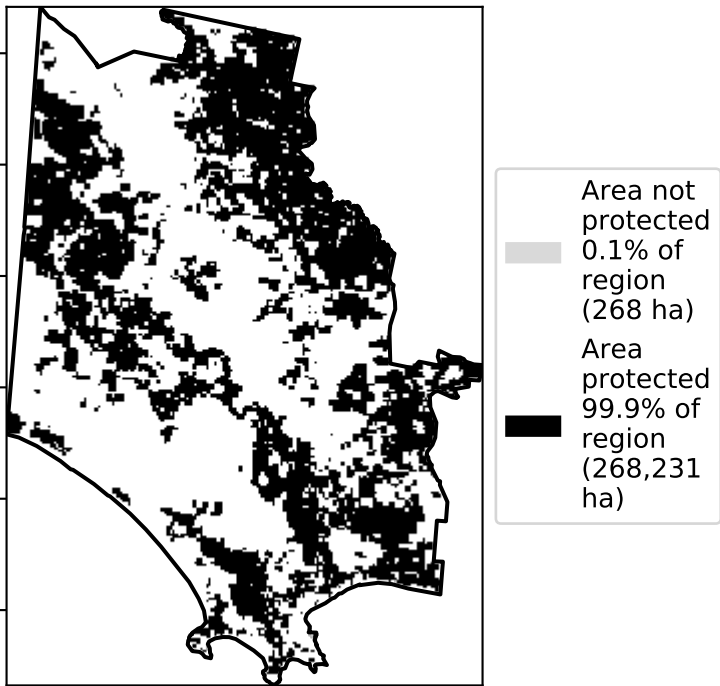 Area not
protected
0.1% of
region
(268 ha)
Area
protected
99.9% of
region
(268,231
ha)